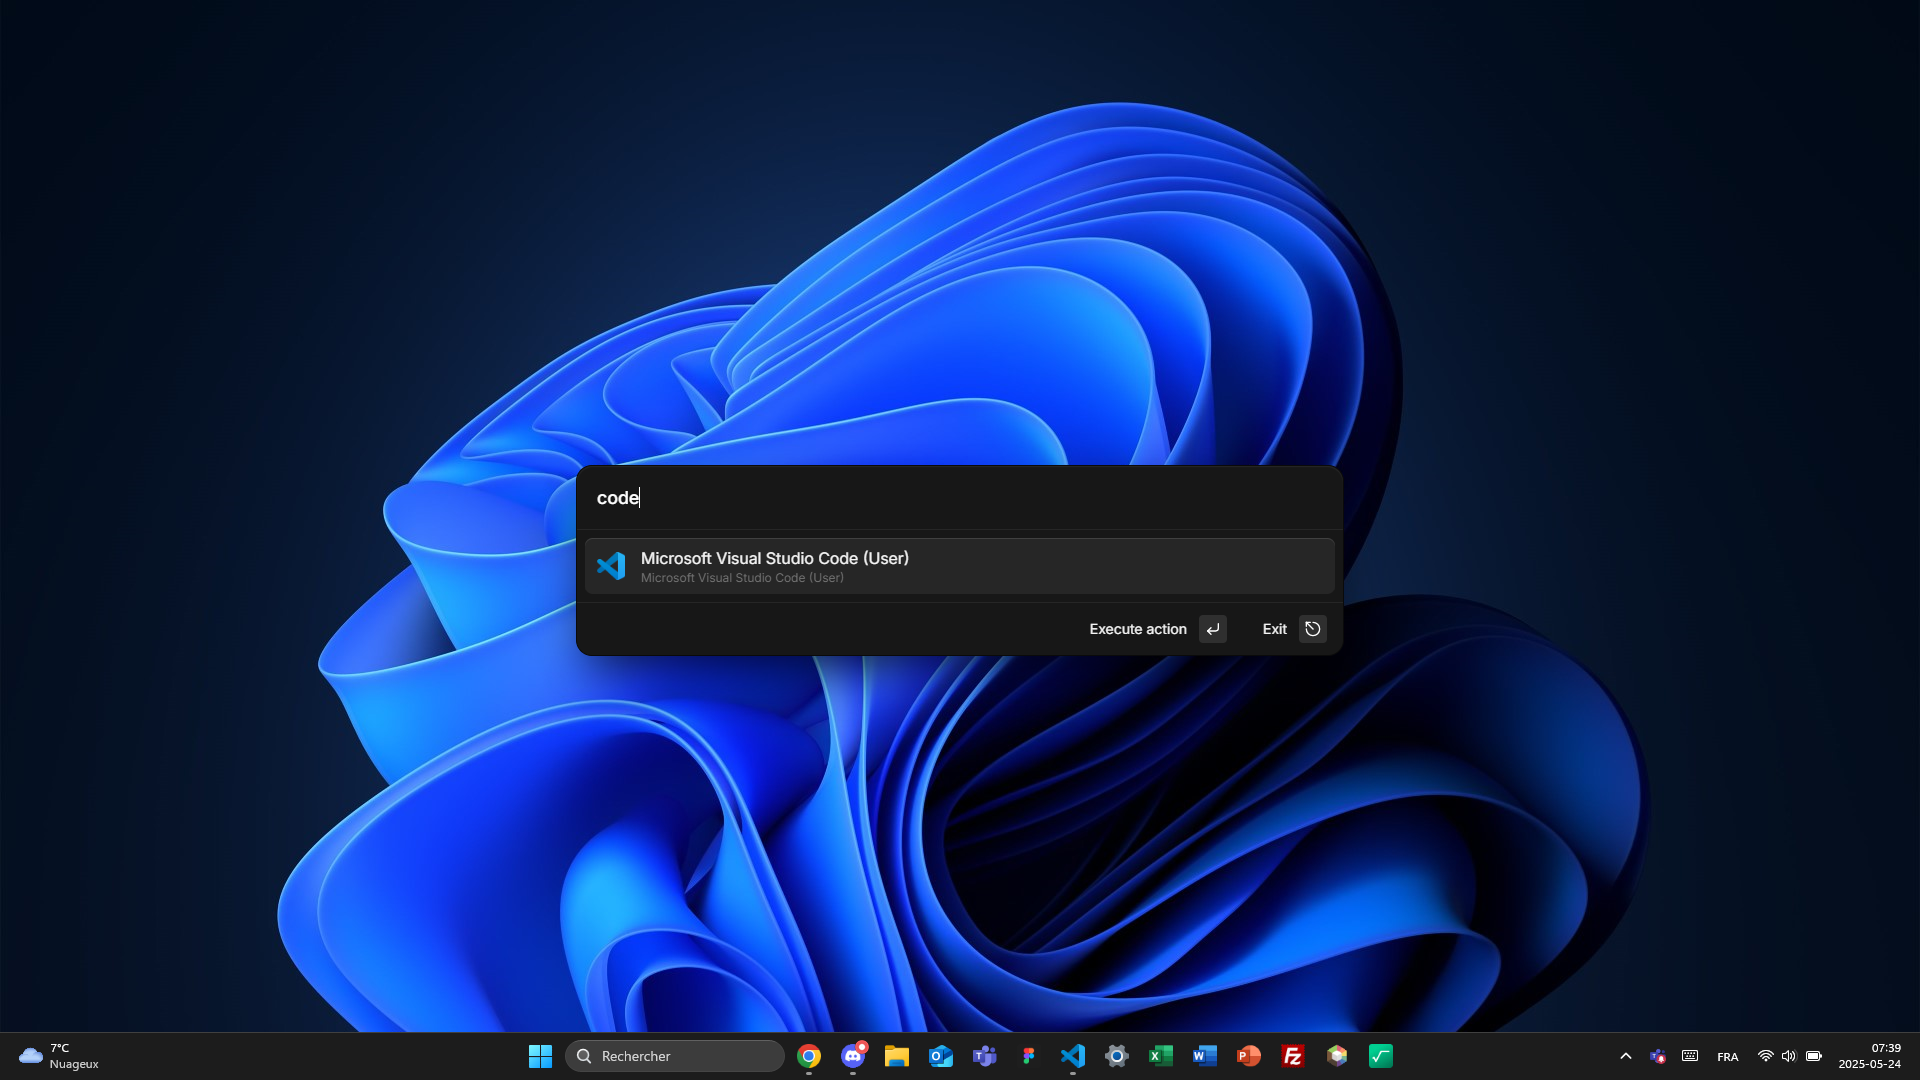 code
Microsoft Visual Studio Code (User)
Microsoft Visual Studio Code (User)
Execute action
Exit
7°C
Nuageux
Rechercher
FRA
07:39
2025-05-24